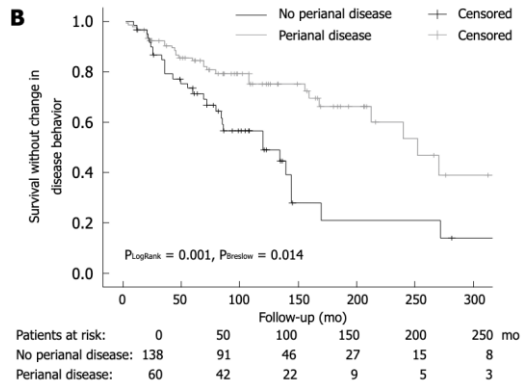 B
No perianal disease
Censored
Perianal disease
Censored
Survival without change in
disease behavior
1.0
0.8
0.6
0.4
0.2
0.0
PLogRank = 0.001, PBreslow = 0.014
0 50 100 150 200 250 300
Follow-up (mo)
Patients at risk: 0 50 100 150 200 250 mo
No perianal disease: 138 91 46 27 15 8
Perianal disease: 60 42 22 9 5 3